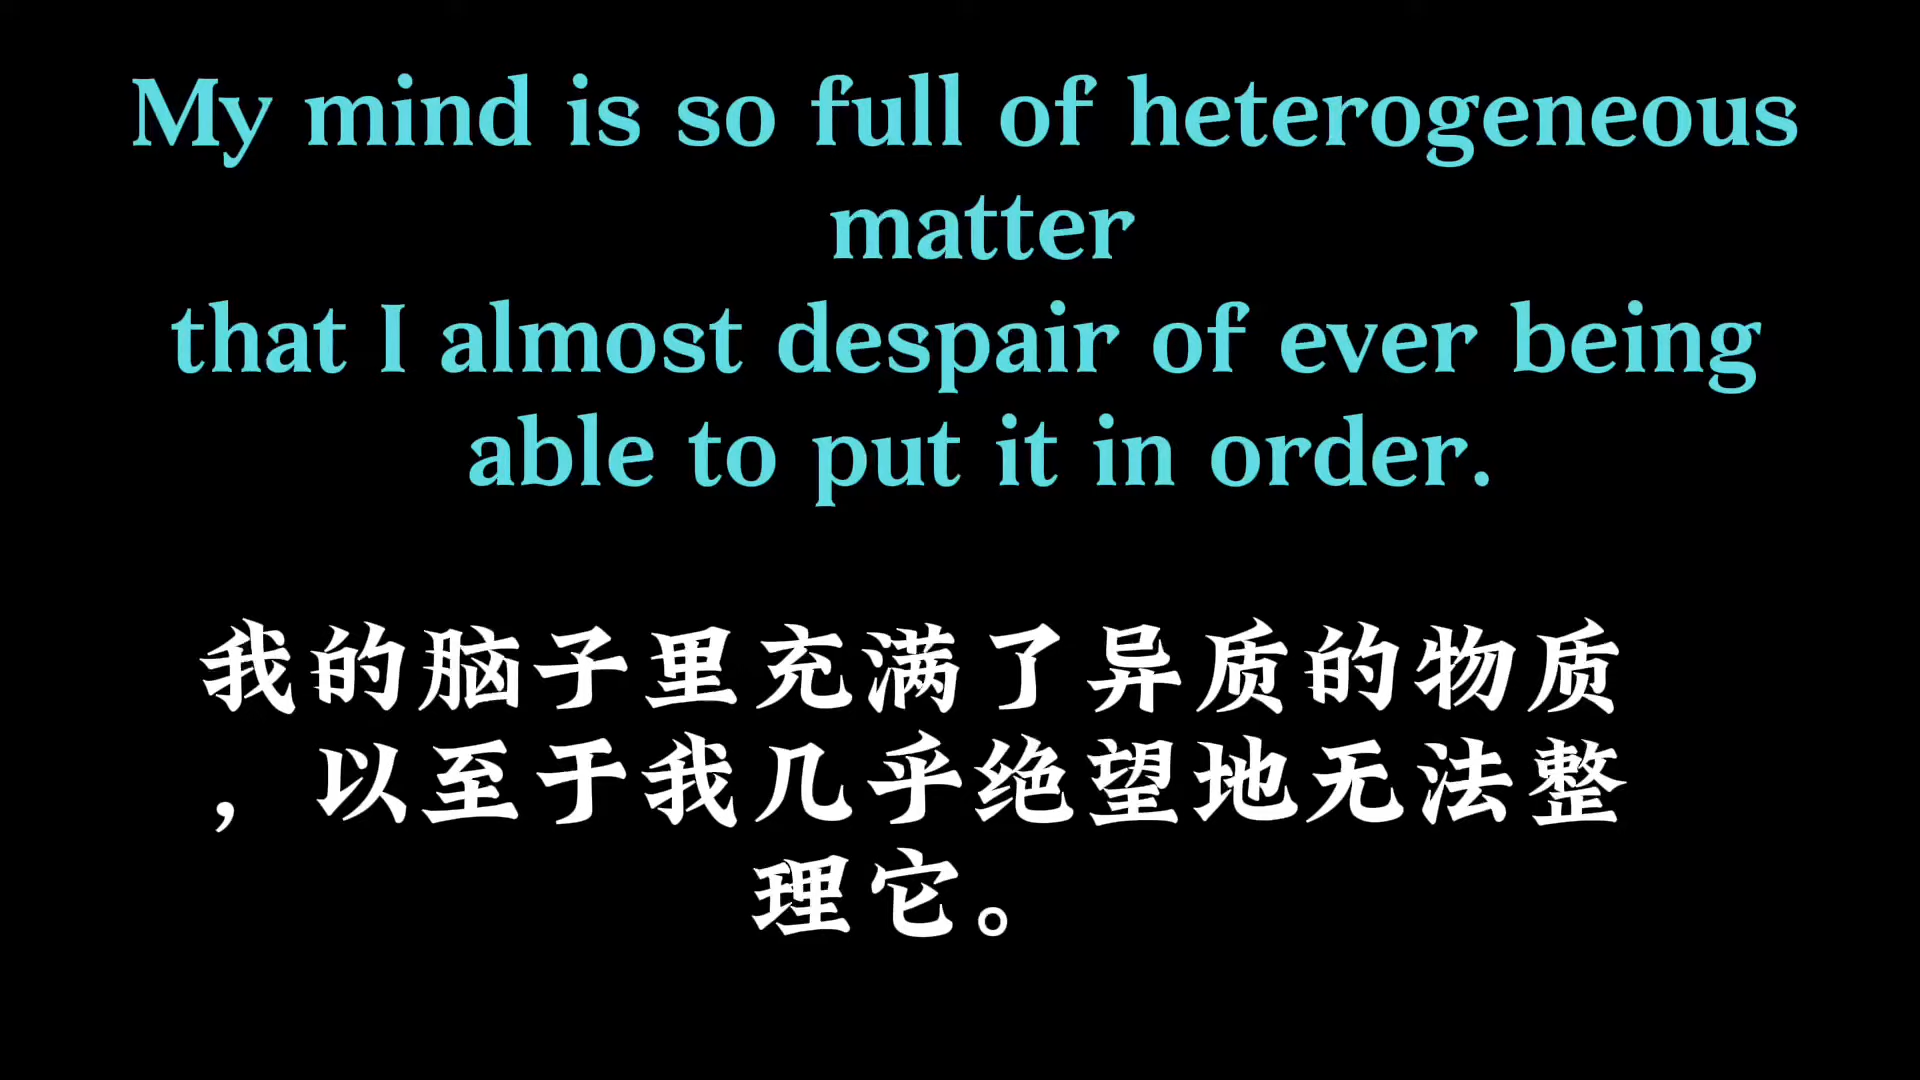 My mind is so full of heterogeneous
matter
that I almost despair of ever being
able to put it in order.
我的脑子里充满了异质的物质
，以至于我几乎绝望地无法整
理它。